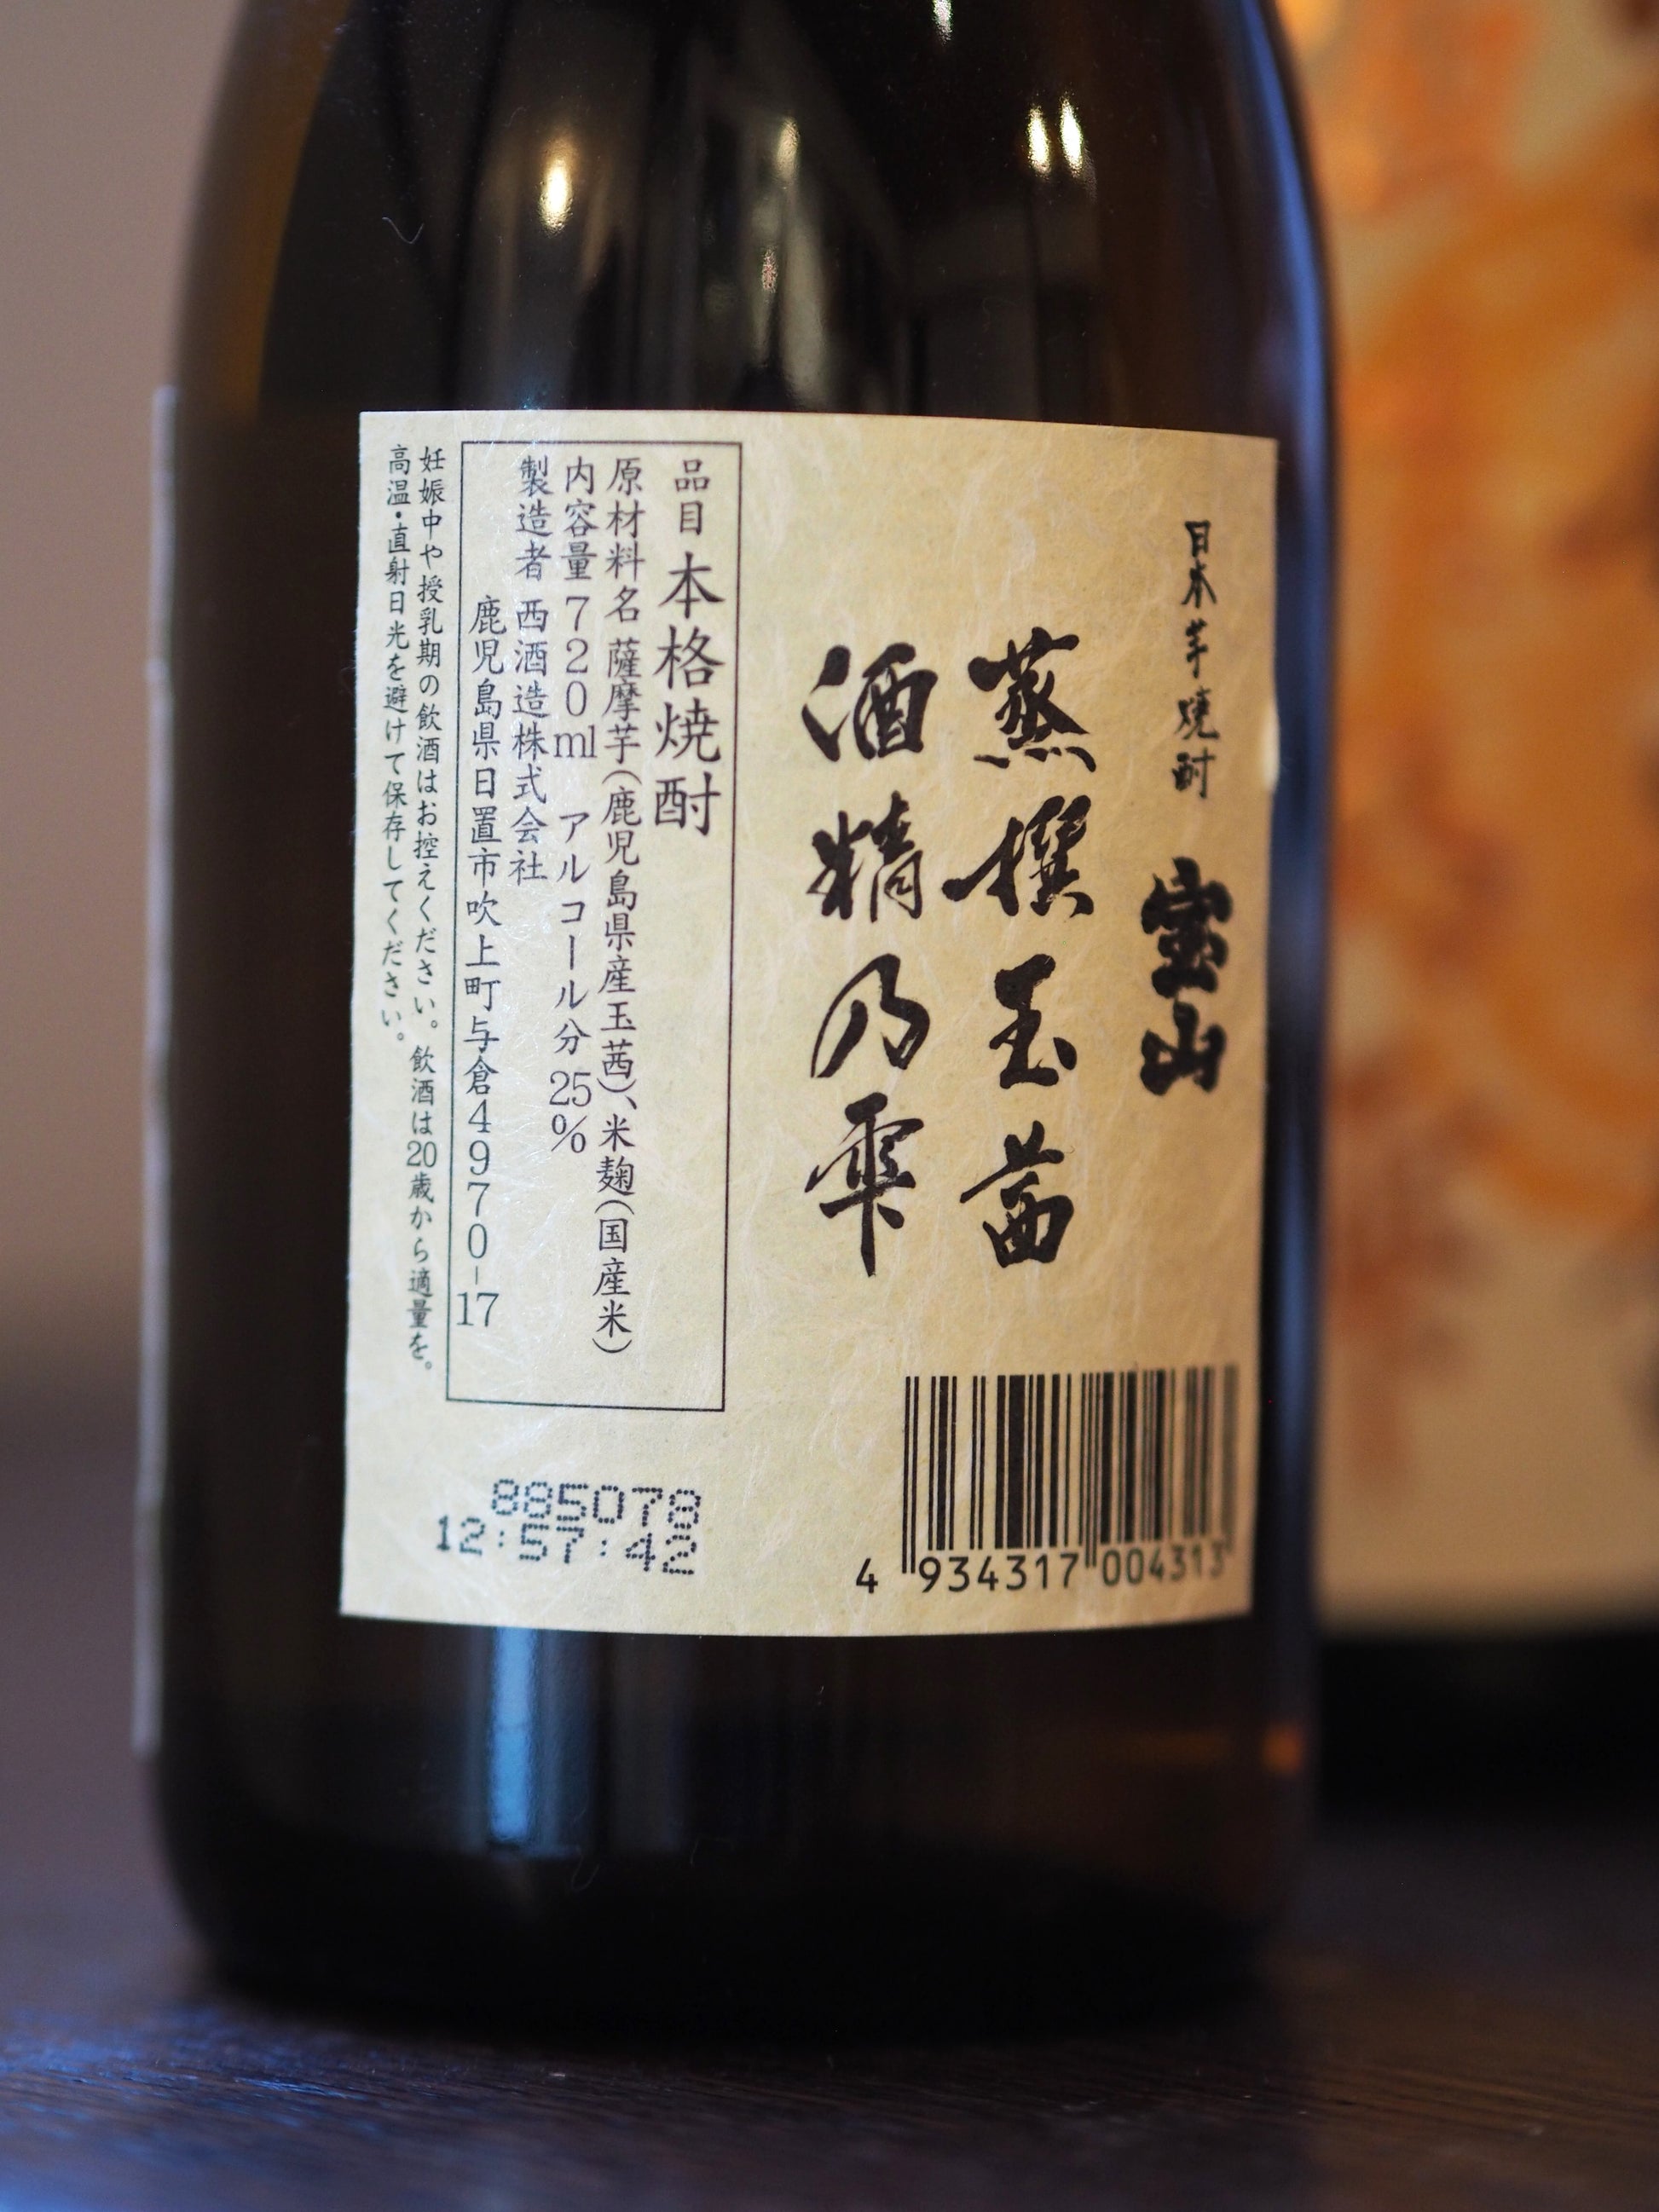 日本芋焼酎 宝山
蒸撰玉茜
酒精乃雫
品目 本格焼酎
原材料名 薩摩芋(鹿児島県産玉茜)、米麹(国産米)
内容量 720ml アルコール分 25%
製造者 西酒造株式会社
鹿児島県日置市吹上町与倉4970-17
妊娠中や授乳期の飲酒はお控えください。飲酒は20歳から適量を。
高温・直射日光を避けて保存してください。
885078
12:57:42
4 934317 004313